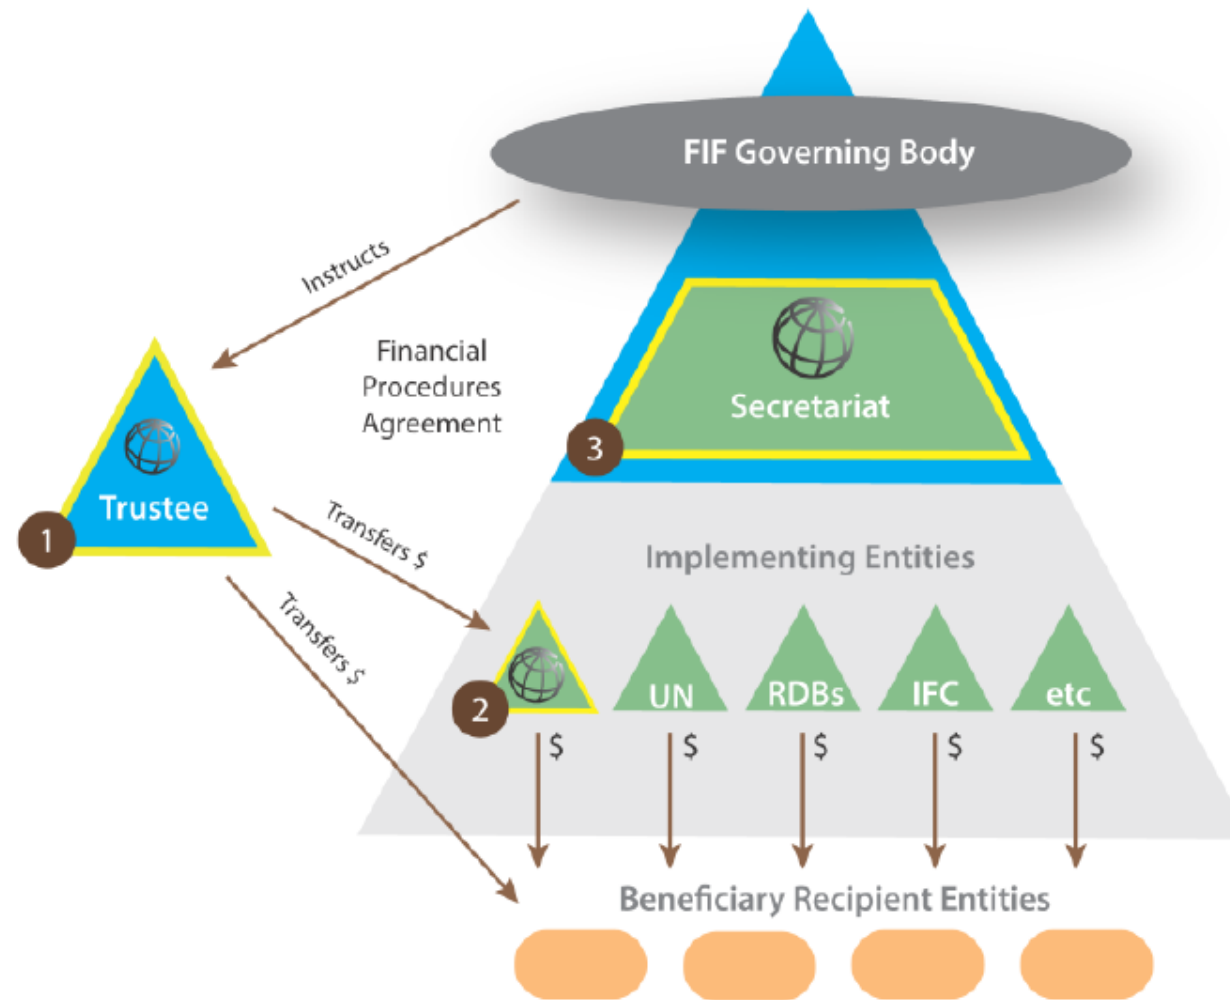 FIF Governing Body
Instructs
Financial
Procedures
Agreement
Secretariat
3
Trustee
1
Transfers $
Transfers $
Implementing Entities
2
UN
RDBs
IFC
etc
$
$
$
$
$
Beneficiary Recipient Entities